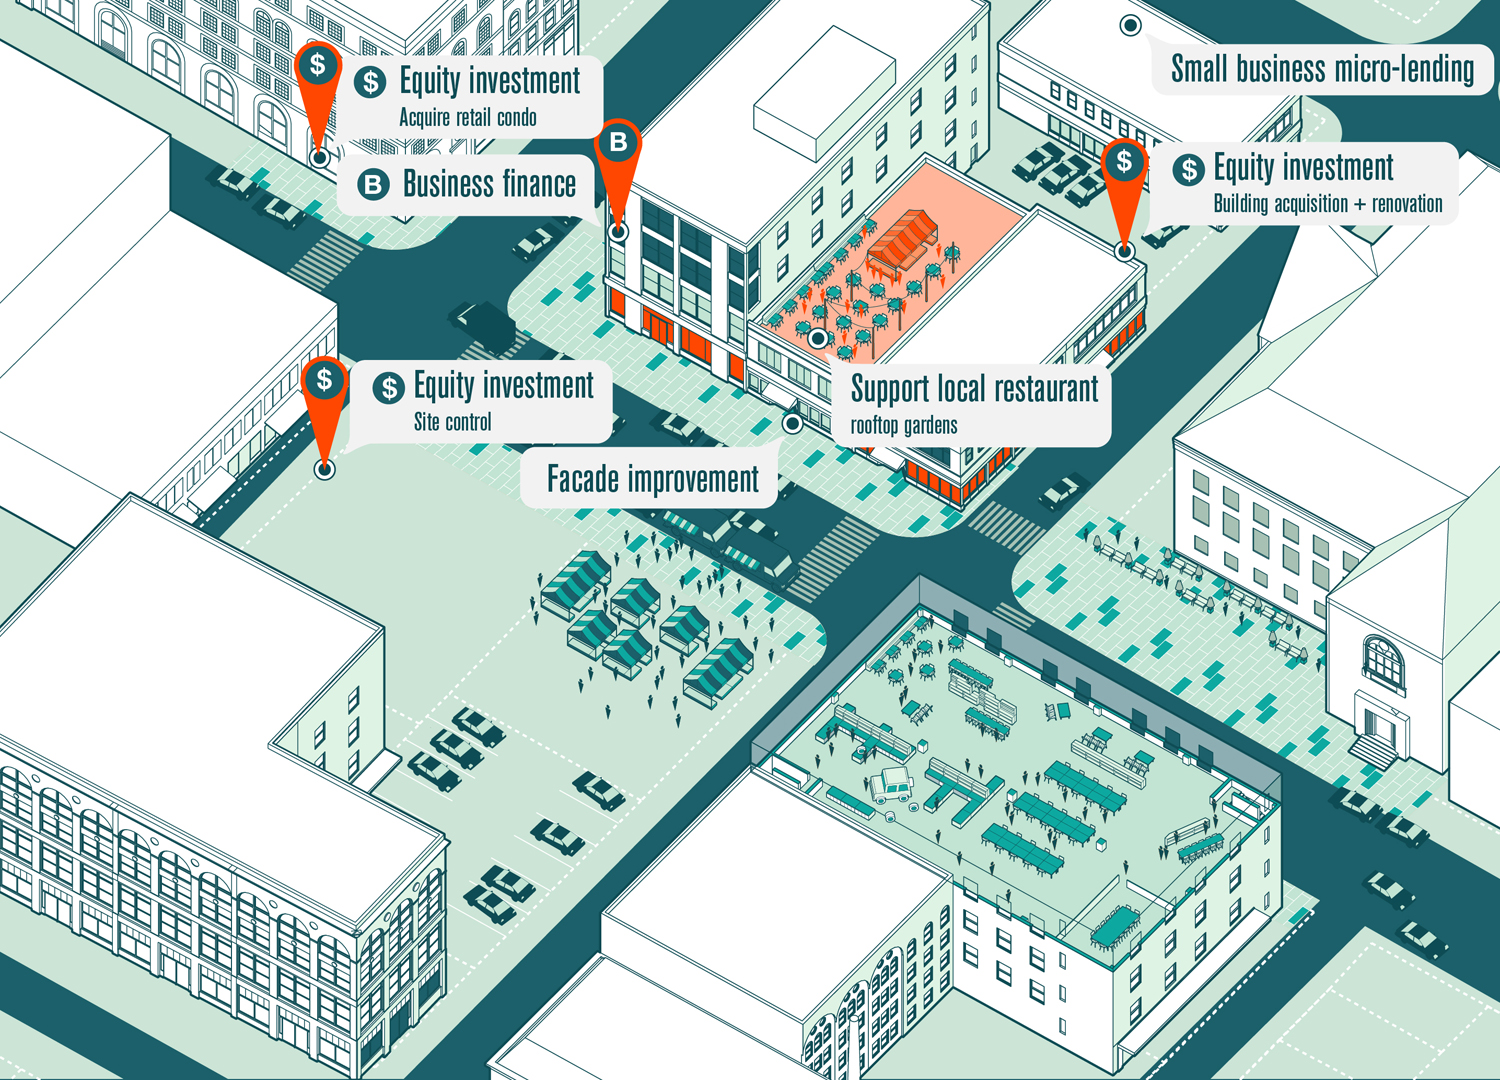 Small business micro-lending
$
$ Equity investment
Acquire retail condo
B
B Business finance
$
$ Equity investment
Building acquisition + renovation
$
$ Equity investment
Site control
Support local restaurant
rooftop gardens
Facade improvement